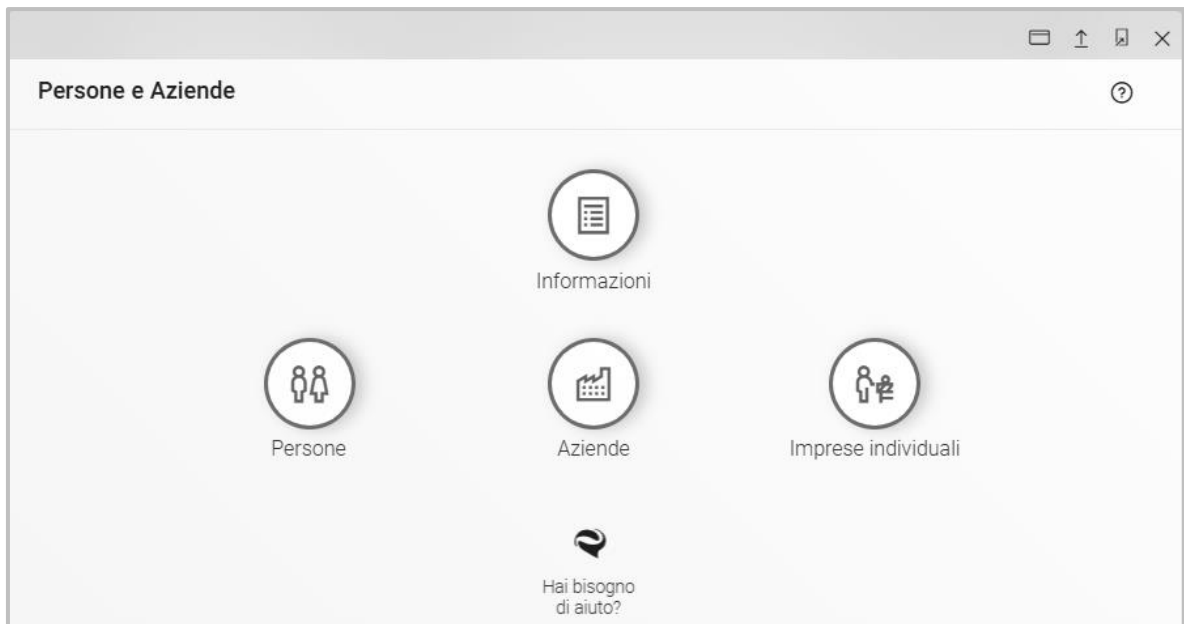 Persone e Aziende
Informazioni
Persone
Aziende
Imprese individuali
Hai bisogno
di aiuto?